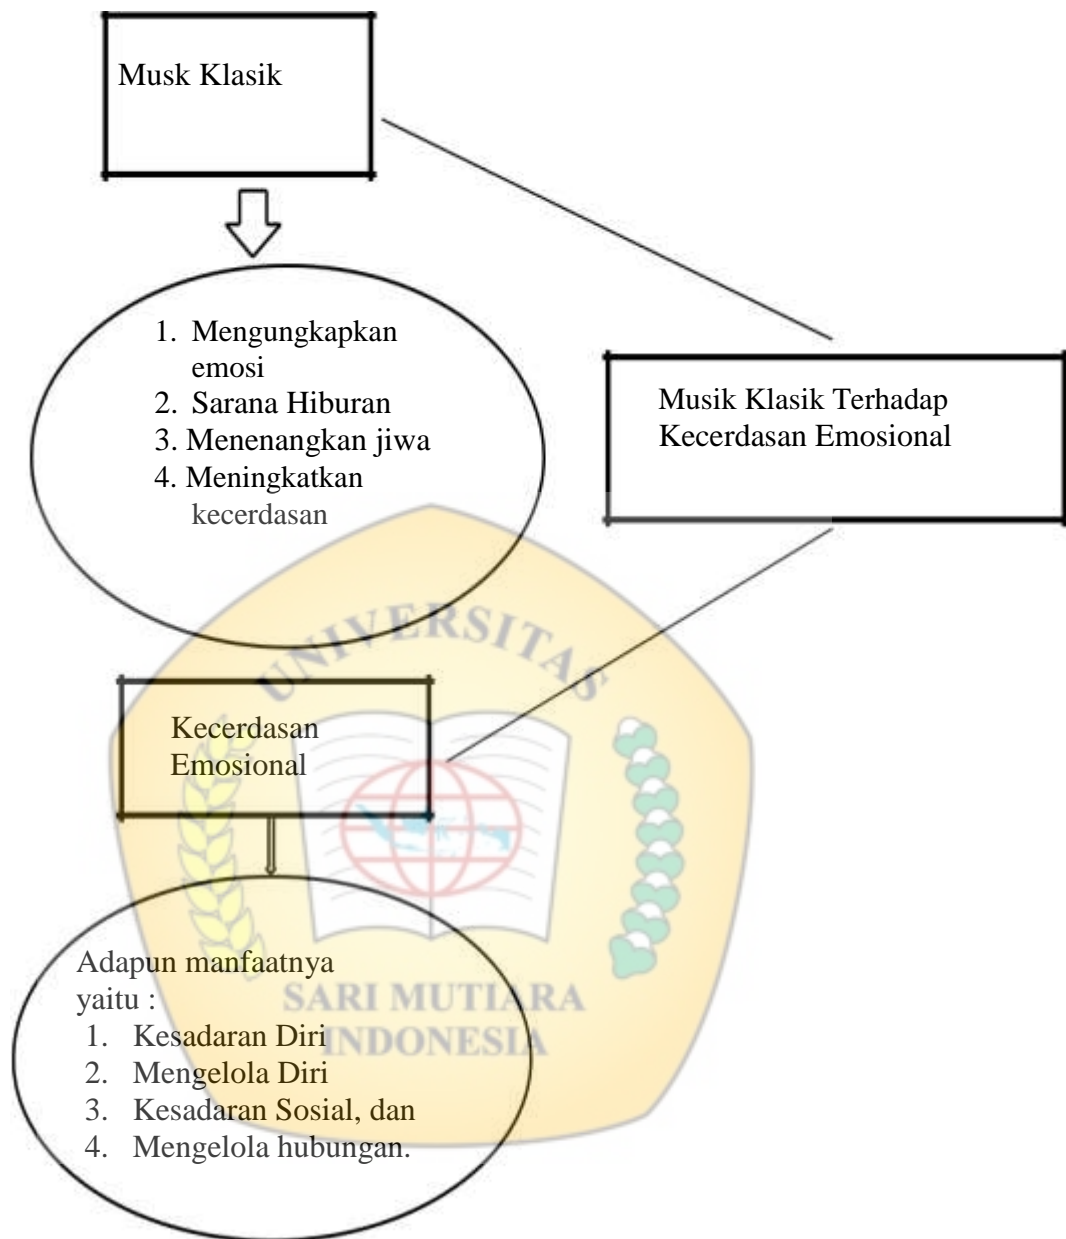 Musk Klasik
1. Mengungkapkan
emosi
2. Sarana Hiburan
3. Menenangkan jiwa
4. Meningkatkan
kecerdasan
Musik Klasik Terhadap
Kecerdasan Emosional
UNIVERSITAS
Kecerdasan
Emosional
Adapun manfaatnya
yaitu :
SARI MUTIARA
INDONESIA
1. Kesadaran Diri
2. Mengelola Diri
3. Kesadaran Sosial, dan
4. Mengelola hubungan.